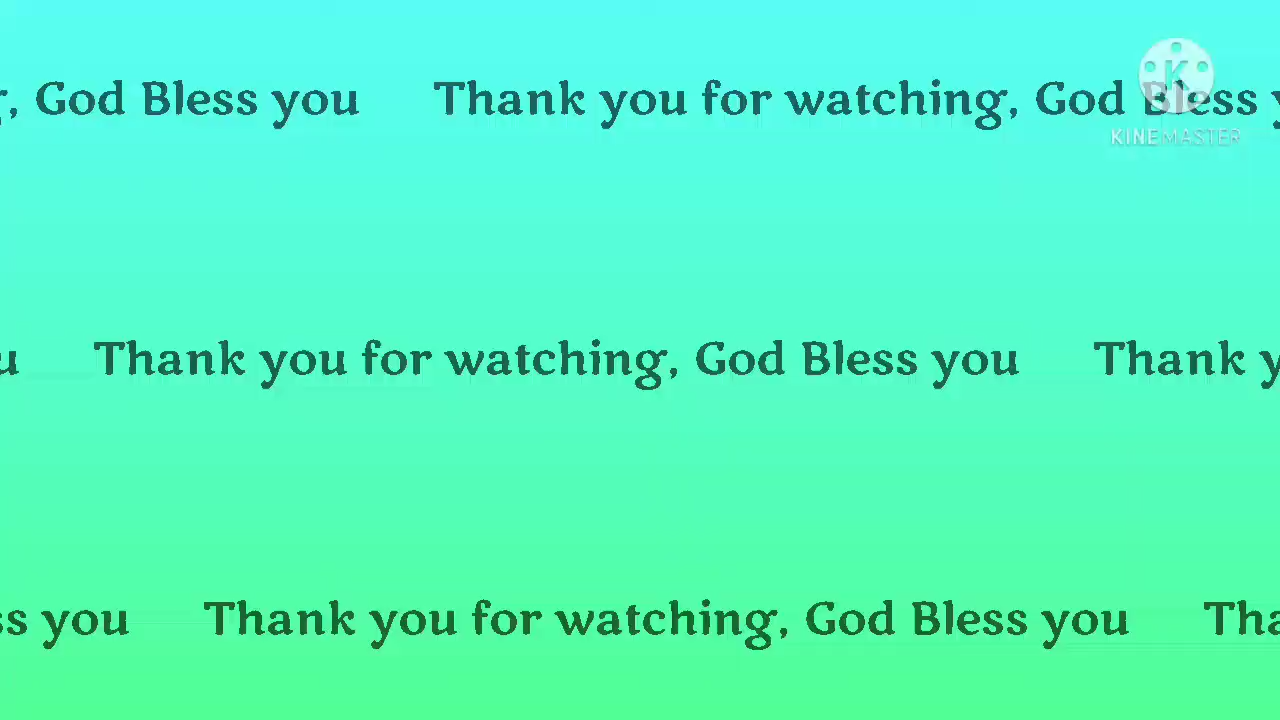 , God Bless you Thank you for watching, God Bless
KINEMASTER
Thank you for watching, God Bless you Thank
ss you Thank you for watching, God Bless you Tha